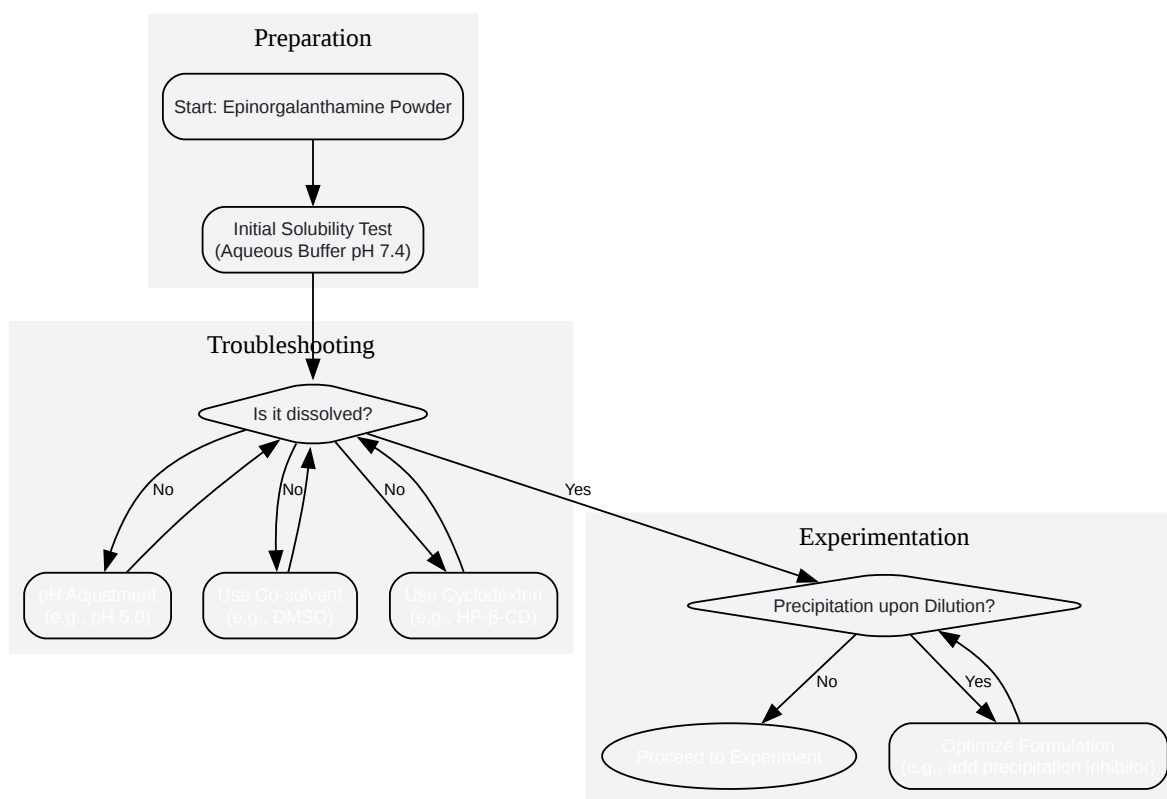 Preparation
Start: Epinorgalanthamine Powder
Initial Solubility Test
(Aqueous Buffer pH 7.4)
Troubleshooting
Is it dissolved?
No
No
No
Yes
pH Adjustment
(e.g., pH 5.0)
Use Co-solvent
(e.g., DMSO)
Use Cyclodextrin
(e.g., HP-β-CD)
Experimentation
Precipitation upon Dilution?
No
Yes
Proceed to Experiment
Optimize Formulation
(e.g., add precipitation inhibitor)